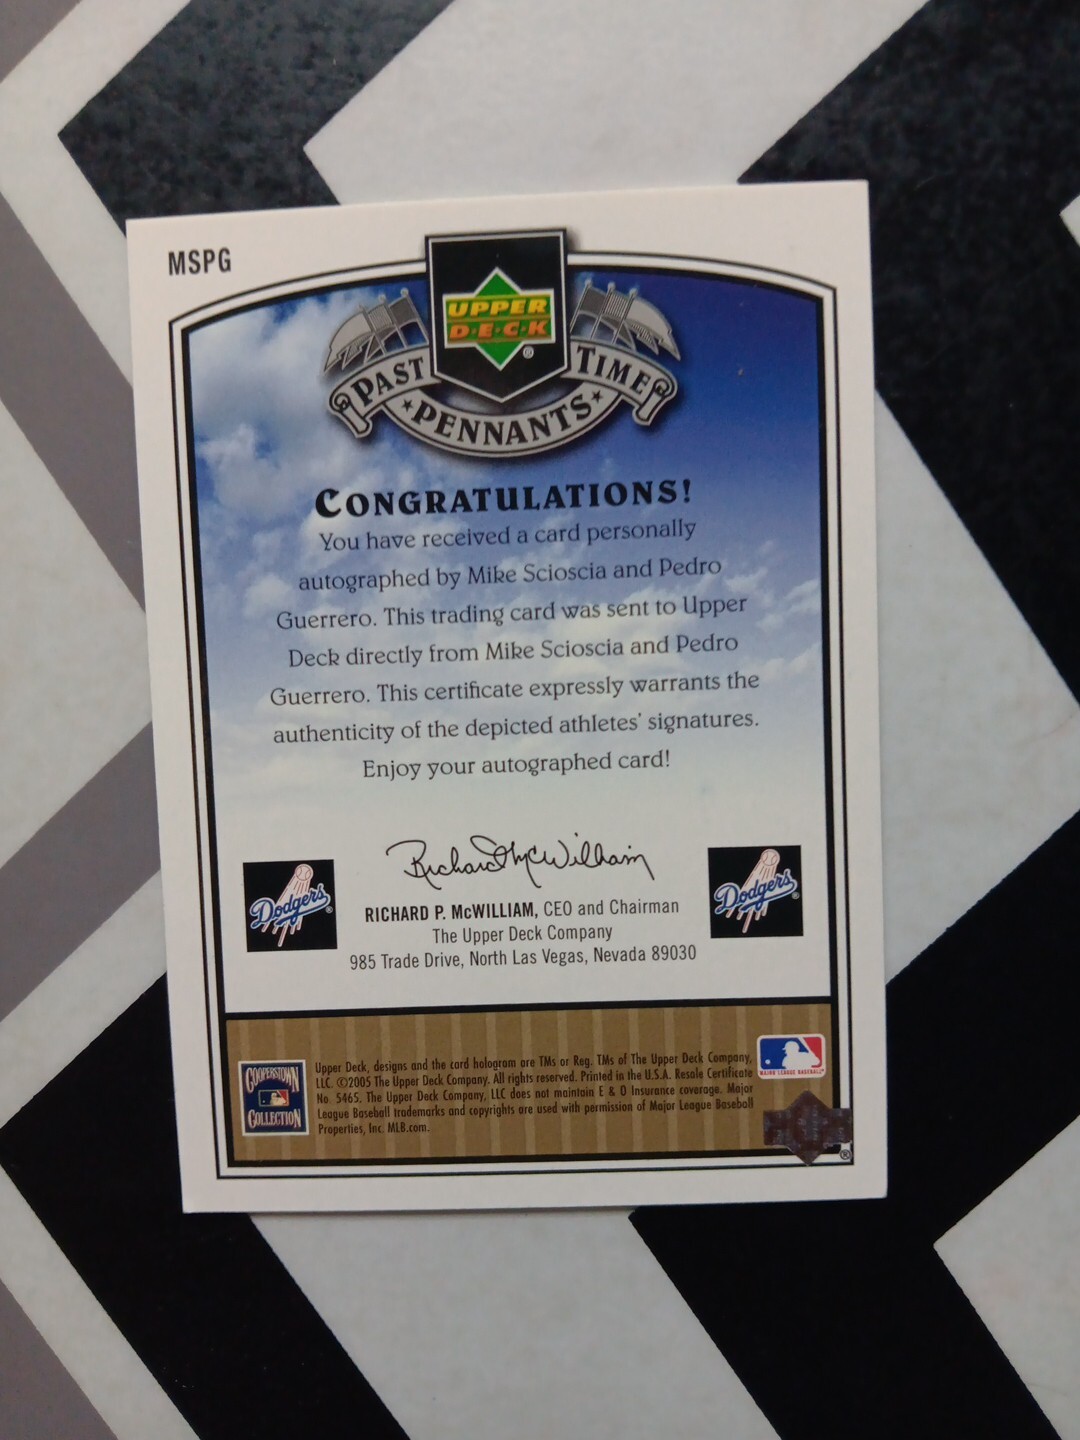 MSPG
UPPER
D·E·C·K
®
PAST TIME
★PENNANTS★
CONGRATULATIONS!
You have received a card personally
autographed by Mike Scioscia and Pedro
Guerrero. This trading card was sent to Upper
Deck directly from Mike Scioscia and Pedro
Guerrero. This certificate expressly warrants the
authenticity of the depicted athletes' signatures.
Enjoy your autographed card!
Richard McWilliam
Dodgers®
Dodgers®
RICHARD P. McWILLIAM, CEO and Chairman
The Upper Deck Company
985 Trade Drive, North Las Vegas, Nevada 89030
COOPERSTOWN
COLLECTION
Upper Deck, designs and the card hologram are TMs or Reg. TMs of The Upper Deck Company,
LLC. ©2005 The Upper Deck Company. All rights reserved. Printed in the U.S.A. Resale Certificate
No. 5465. The Upper Deck Company, LLC does not maintain E & O Insurance coverage. Major
League Baseball trademarks and copyrights are used with permission of Major League Baseball
Properties, Inc. MLB.com.
MAJOR LEAGUE BASEBALL
®